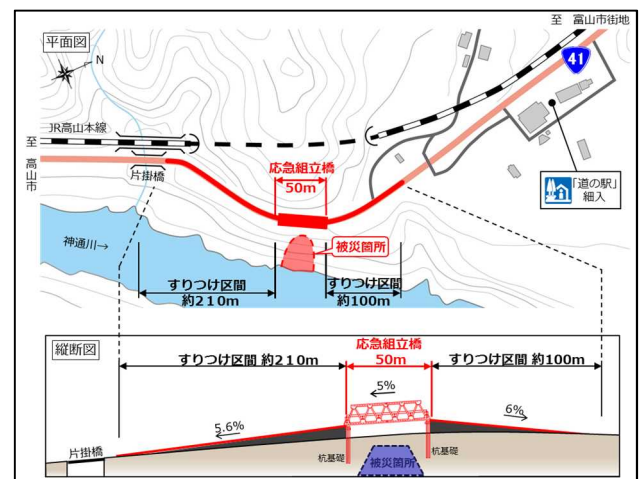 至 富山市街地
平面図
N
41
JR高山本線
至
高山市
片掛橋
応急組立橋
50m
「道の駅」
細入
被災箇所
神通川→
すりつけ区間
約210m
すりつけ区間
約100m
縦断図
応急組立橋
すりつけ区間 約210m
50m
すりつけ区間 約100m
5%
5.6%
6%
片掛橋
杭基礎
被災箇所
杭基礎